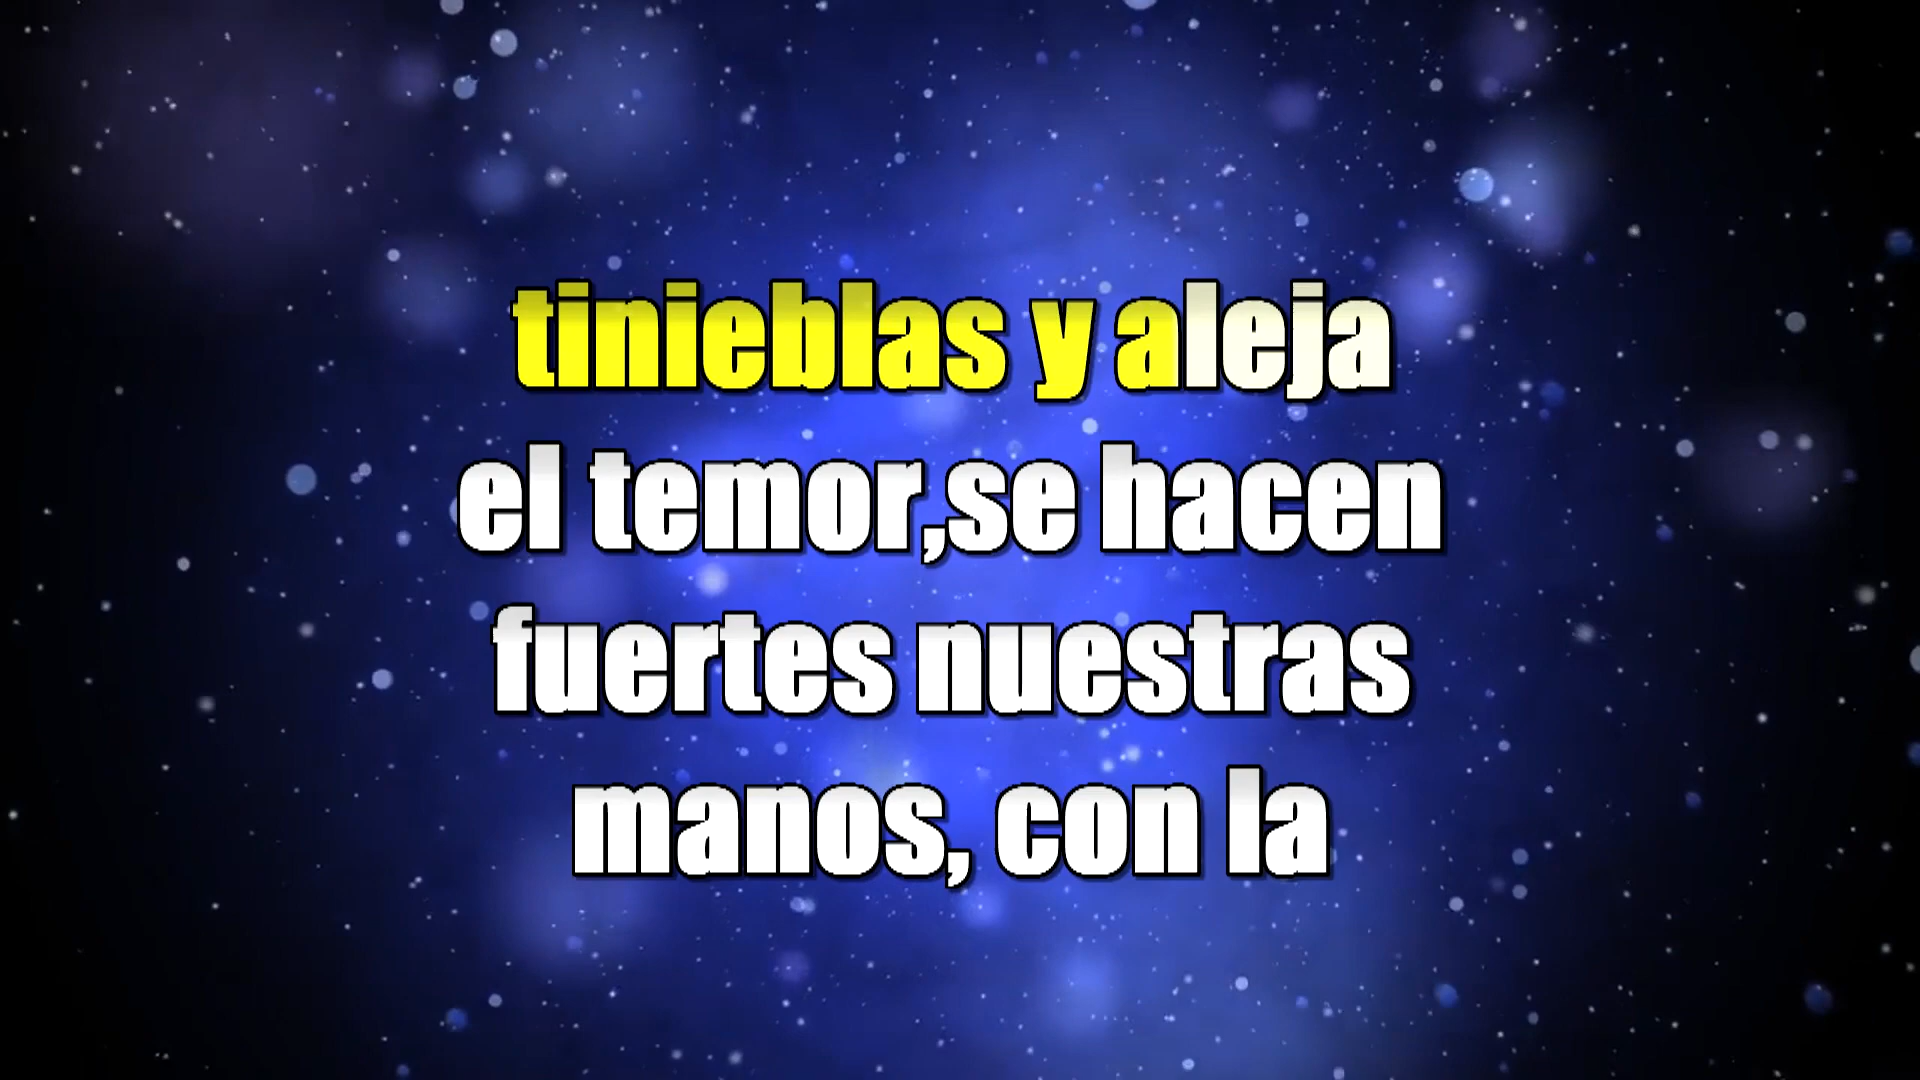 tinieblas y aleja
el temor,se hacen
fuertes nuestras
manos, con la